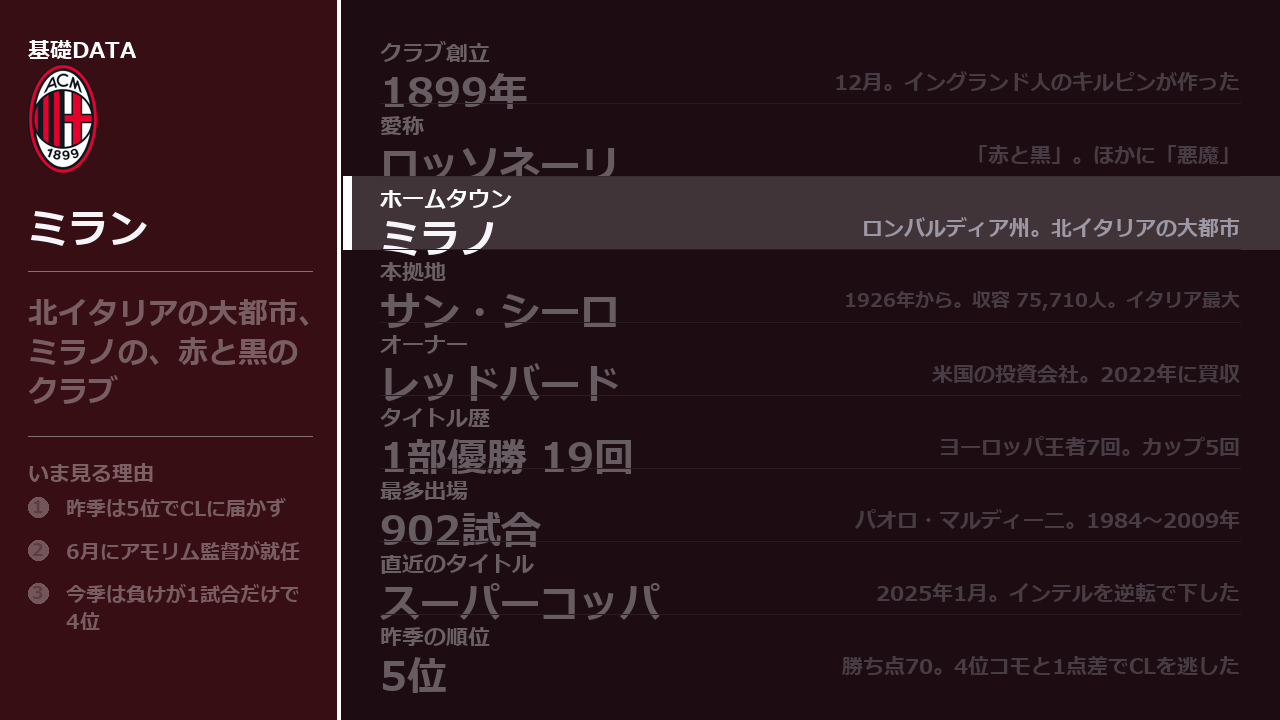 基礎DATA
ACM
1899
ミラン
北イタリアの大都市、
ミラノの、赤と黒の
クラブ
いま見る理由
1 昨季は5位でCLに届かず
2 6月にアモリム監督が就任
3 今季は負けが1試合だけで
4位
クラブ創立
1899年 12月。イングランド人のキルピンが作った
愛称
ロッソネーリ 「赤と黒」。ほかに「悪魔」
ホームタウン
ミラノ ロンバルディア州。北イタリアの大都市
本拠地
サン・シーロ 1926年から。収容 75,710人。イタリア最大
オーナー
レッドバード 米国の投資会社。2022年に買収
タイトル歴
1部優勝 19回 ヨーロッパ王者7回。カップ5回
最多出場
902試合 パオロ・マルディーニ。1984〜2009年
直近のタイトル
スーパーコッパ 2025年1月。インテルを逆転で下した
昨季の順位
5位 勝ち点70。4位コモと1点差でCLを逃した